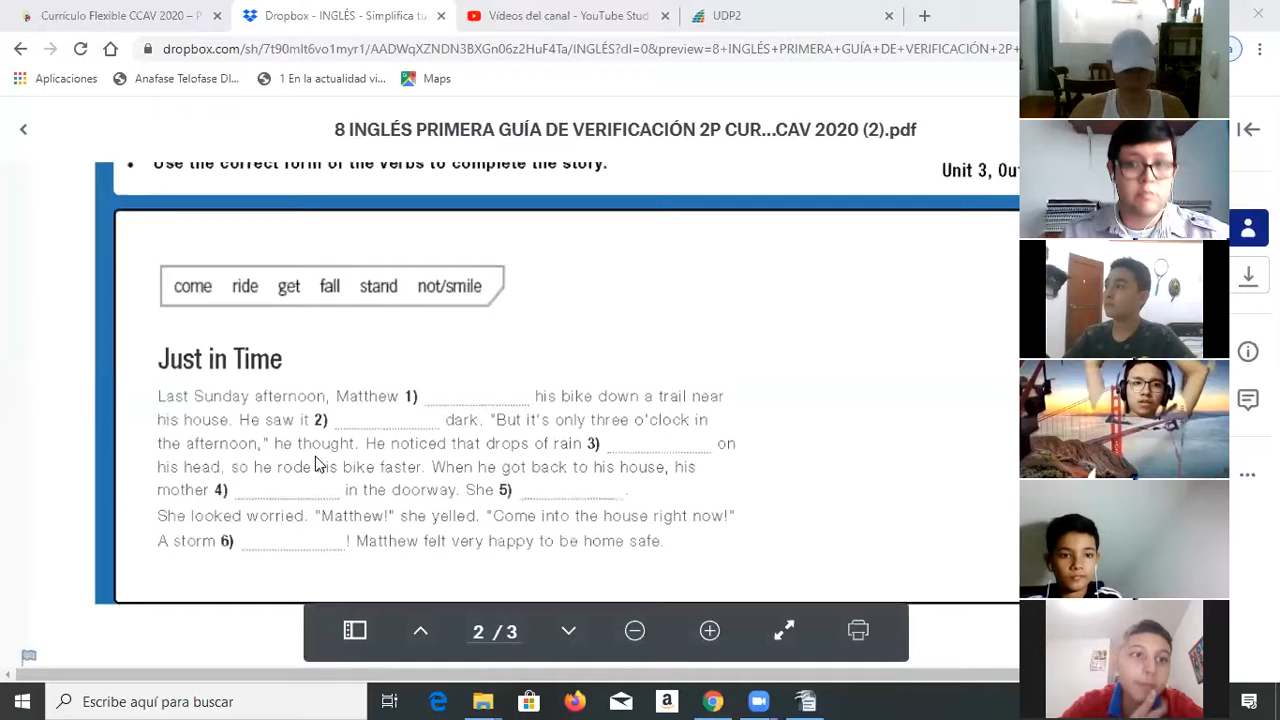 Currículo Flexible CCAV 2020 – P
Dropbox - INGLÉS - Simplifica tu
Vídeos del canal - YouTube Stud
UDP2
dropbox.com/sh/7t90mlt6vo1myr1/
INGLÉS?dl=0&preview=8+INGLES+PRIMERA+GUÍA+DE+VERIFICACIÓN+2P+
Aplicaciones
Anafase Telofase DI...
1 En la actualidad vi...
Maps
8 INGLÉS PRIMERA GUÍA DE VERIFICACIÓN 2P CUR...CAV 2020 (2).pdf
• Use the correct form of the verbs to complete the story.
Unit 3, Out
come ride get fall stand not/smile
Just in Time
Last Sunday afternoon, Matthew 1) his bike down a trail near
his house. He saw it 2) dark. "But it's only three o'clock in
the afternoon," he thought. He noticed that drops of rain 3) on
his head, so he rode his bike faster. When he got back to his house, his
mother 4) in the doorway. She 5) .
She looked worried. "Matthew!" she yelled. "Come into the house right now!"
A storm 6) ! Matthew felt very happy to be home safe.
2 / 3
Escribe aquí para buscar